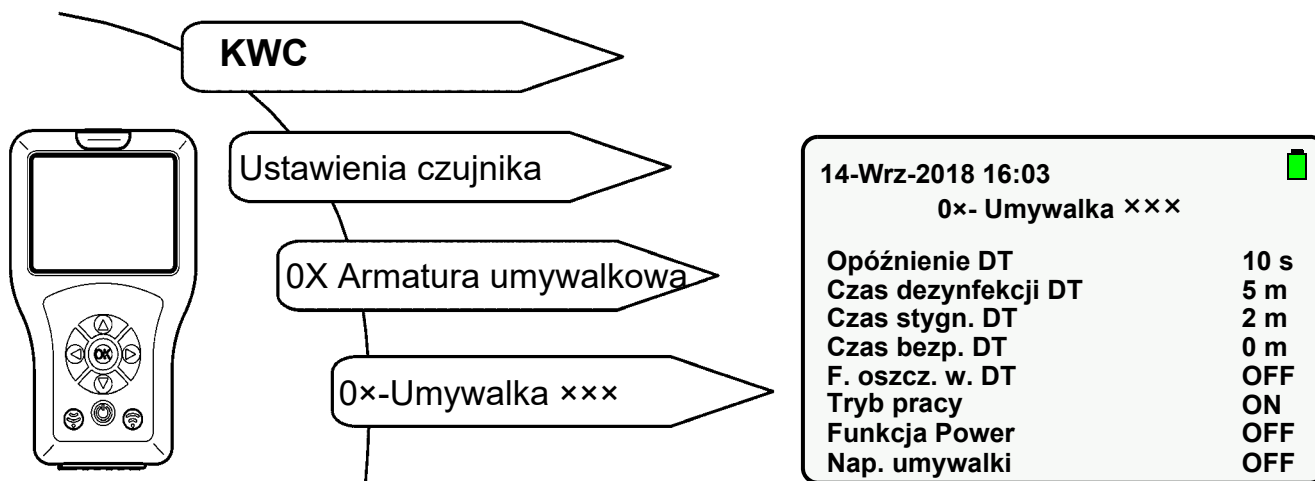 KWC
Ustawienia czujnika
0X Armatura umywalkowa
0×-Umywalka ×××
OK
14-Wrz-2018 16:03
0×- Umywalka ×××
Opóźnienie DT 10 s
Czas dezynfekcji DT 5 m
Czas stygn. DT 2 m
Czas bezp. DT 0 m
F. oszcz. w. DT OFF
Tryb pracy ON
Funkcja Power OFF
Nap. umywalki OFF